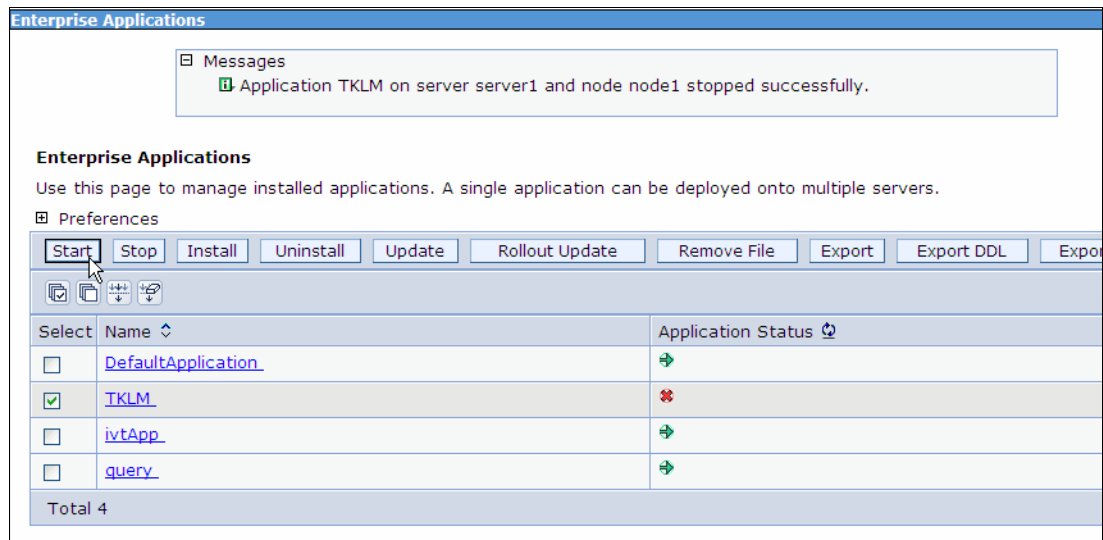 Enterprise Applications
Messages
Application TKLM on server server1 and node node1 stopped successfully.
Enterprise Applications
Use this page to manage installed applications. A single application can be deployed onto multiple servers.
Preferences
Start Stop Install Uninstall Update Rollout Update Remove File Export Export DDL Expor
Select Name Application Status
DefaultApplication
TKLM
ivtApp
query
Total 4